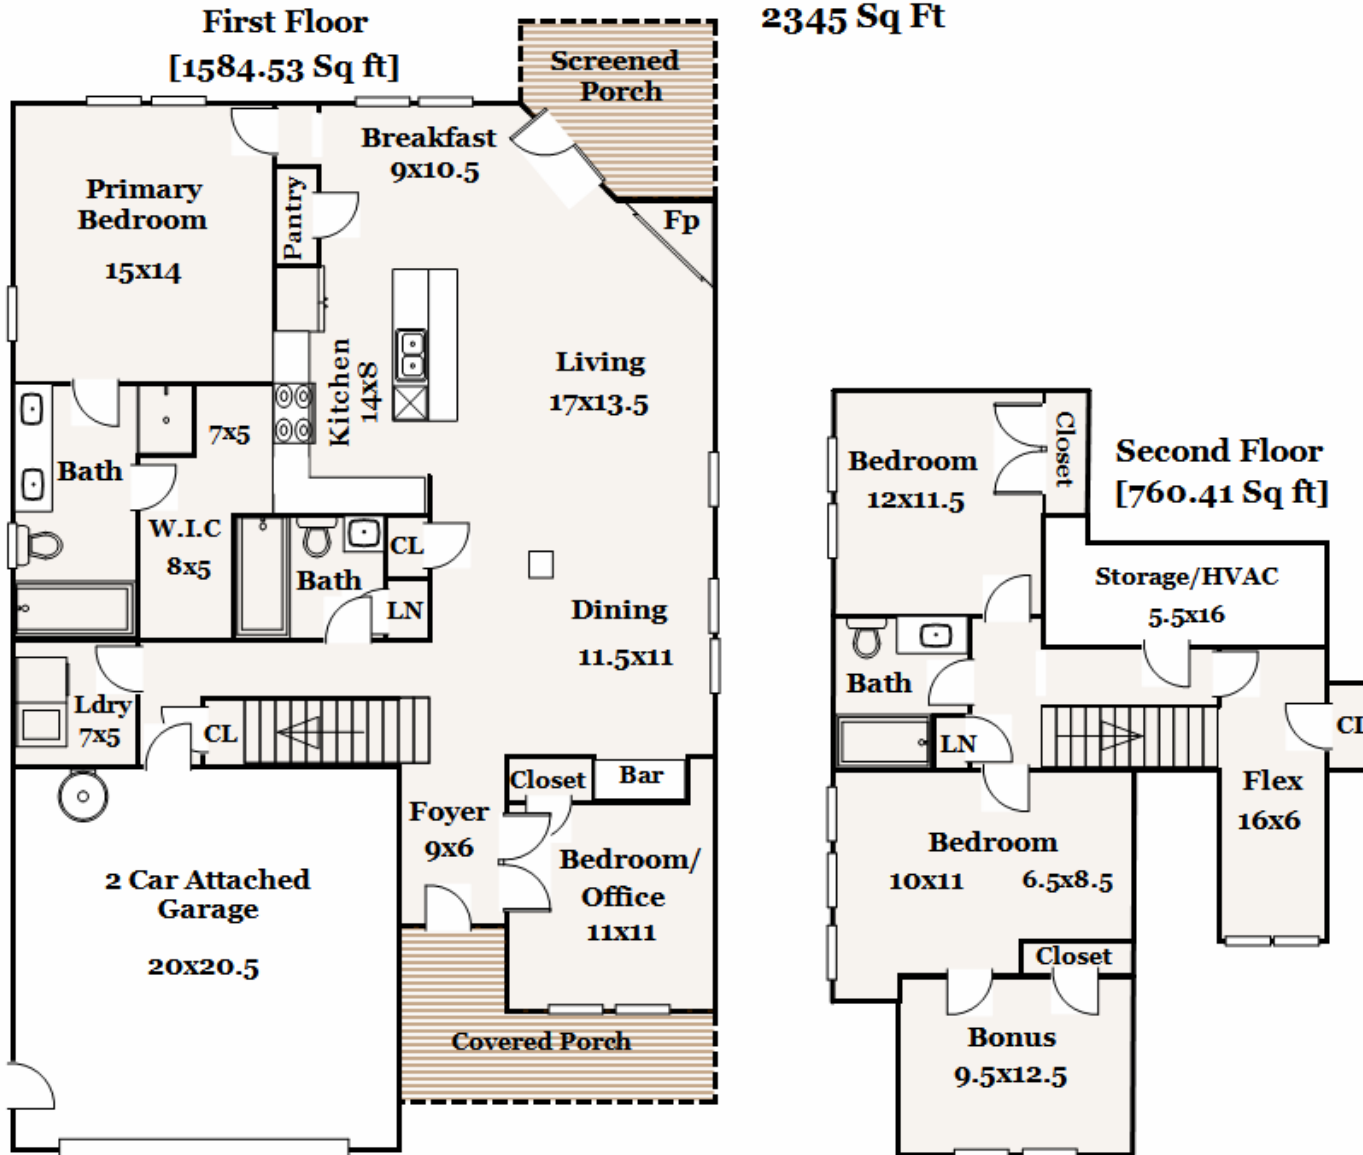 First Floor
[1584.53 Sq ft]
2345 Sq Ft
Screened
Porch
Breakfast
9x10.5
Primary
Bedroom
15x14
Pantry
Fp
Kitchen
14x8
Living
17x13.5
7x5
Bath
W.I.C
8x5
Bath
CL
LN
Dining
11.5x11
Ldry
7x5
CL
Closet
Bar
Foyer
9x6
Bedroom/
Office
11x11
2 Car Attached
Garage
20x20.5
Covered Porch
Second Floor
[760.41 Sq ft]
Bedroom
12x11.5
Closet
Storage/HVAC
5.5x16
Bath
LN
CL
Flex
16x6
Bedroom
10x11
6.5x8.5
Closet
Bonus
9.5x12.5